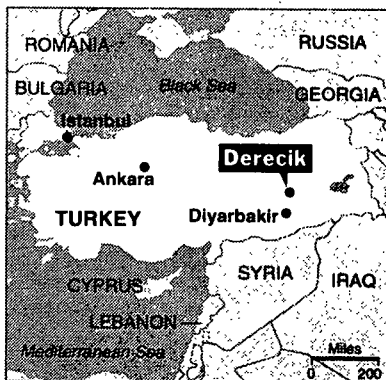 ROMANIA
RUSSIA
BULGARIA
Black Sea
GEORGIA
Istanbul
Derecik
Ankara
TURKEY
Diyarbakir
CYPRUS
SYRIA
IRAQ
LEBANON
Mediterranean Sea
Miles
0 200